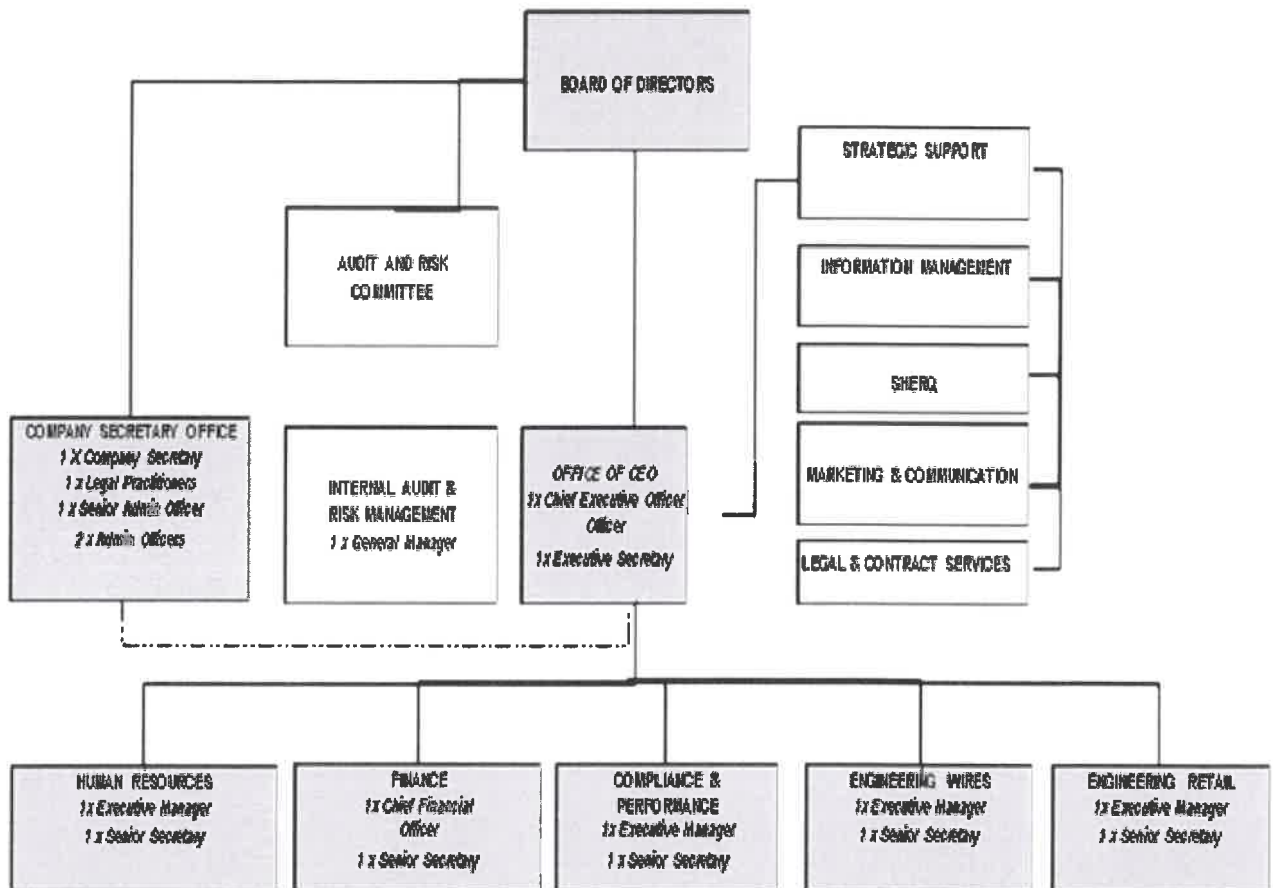 BOARD OF DIRECTORS
STRATEGIC SUPPORT
AUDIT AND RISK
COMMITTEE
INFORMATION MANAGEMENT
SHERQ
COMPANY SECRETARY OFFICE
1 X Company Secretary
1 x Legal Practitioners
1 x Senior Admin Officer
2 x Admin Officers
INTERNAL AUDIT &
RISK MANAGEMENT
1 x General Manager
OFFICE OF CEO
1x Chief Executive Officer
Officer
1x Executive Secretary
MARKETING & COMMUNICATION
LEGAL & CONTRACT SERVICES
HUMAN RESOURCES
1x Executive Manager
1 x Senior Secretary
FINANCE
1x Chief Financial
Officer
1 x Senior Secretary
COMPLIANCE &
PERFORMANCE
1x Executive Manager
1 x Senior Secretary
ENGINEERING WIRES
1x Executive Manager
1 x Senior Secretary
ENGINEERING RETAIL
1x Executive Manager
1 x Senior Secretary